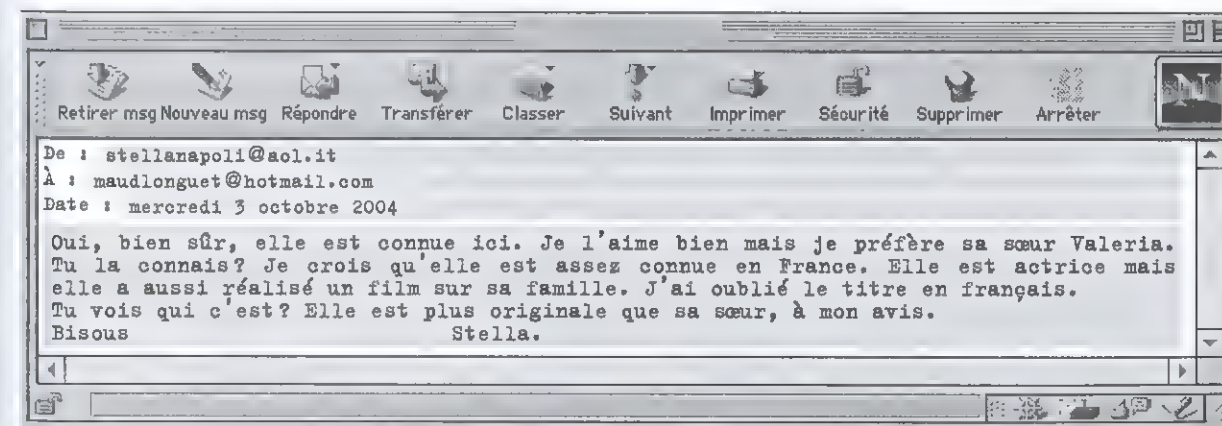 Retirer msg Nouveau msg Répondre Transférer Classer Suivant Imprimer Sécurité Supprimer Arrêter
N
De : stellanapoli@aol.it
À : maudlonguet@hotmail.com
Date : mercredi 3 octobre 2004
Oui, bien sûr, elle est connue ici. Je l'aime bien mais je préfère sa sœur Valeria.
Tu la connais? Je crois qu'elle est assez connue en France. Elle est actrice mais
elle a aussi réalisé un film sur sa famille. J'ai oublié le titre en français.
Tu vois qui c'est? Elle est plus originale que sa sœur, à mon avis.
Bisous Stella.